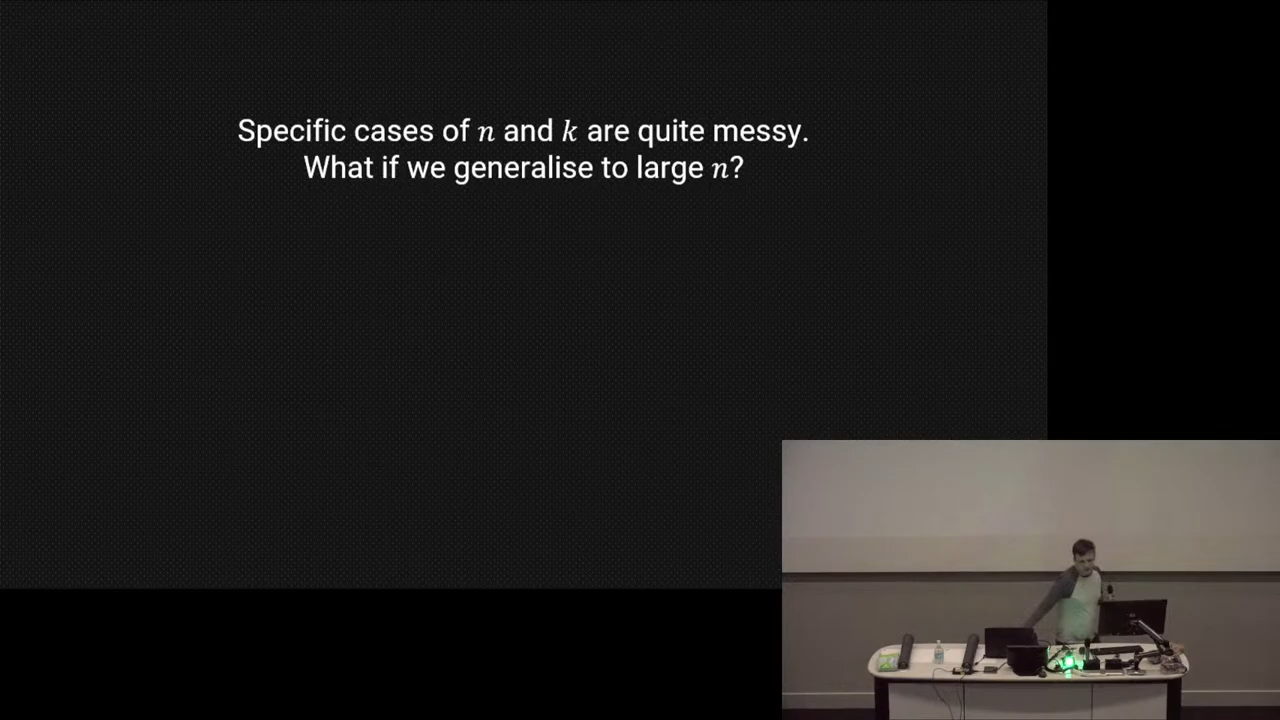 Specific cases of n and k are quite messy.
What if we generalise to large n?